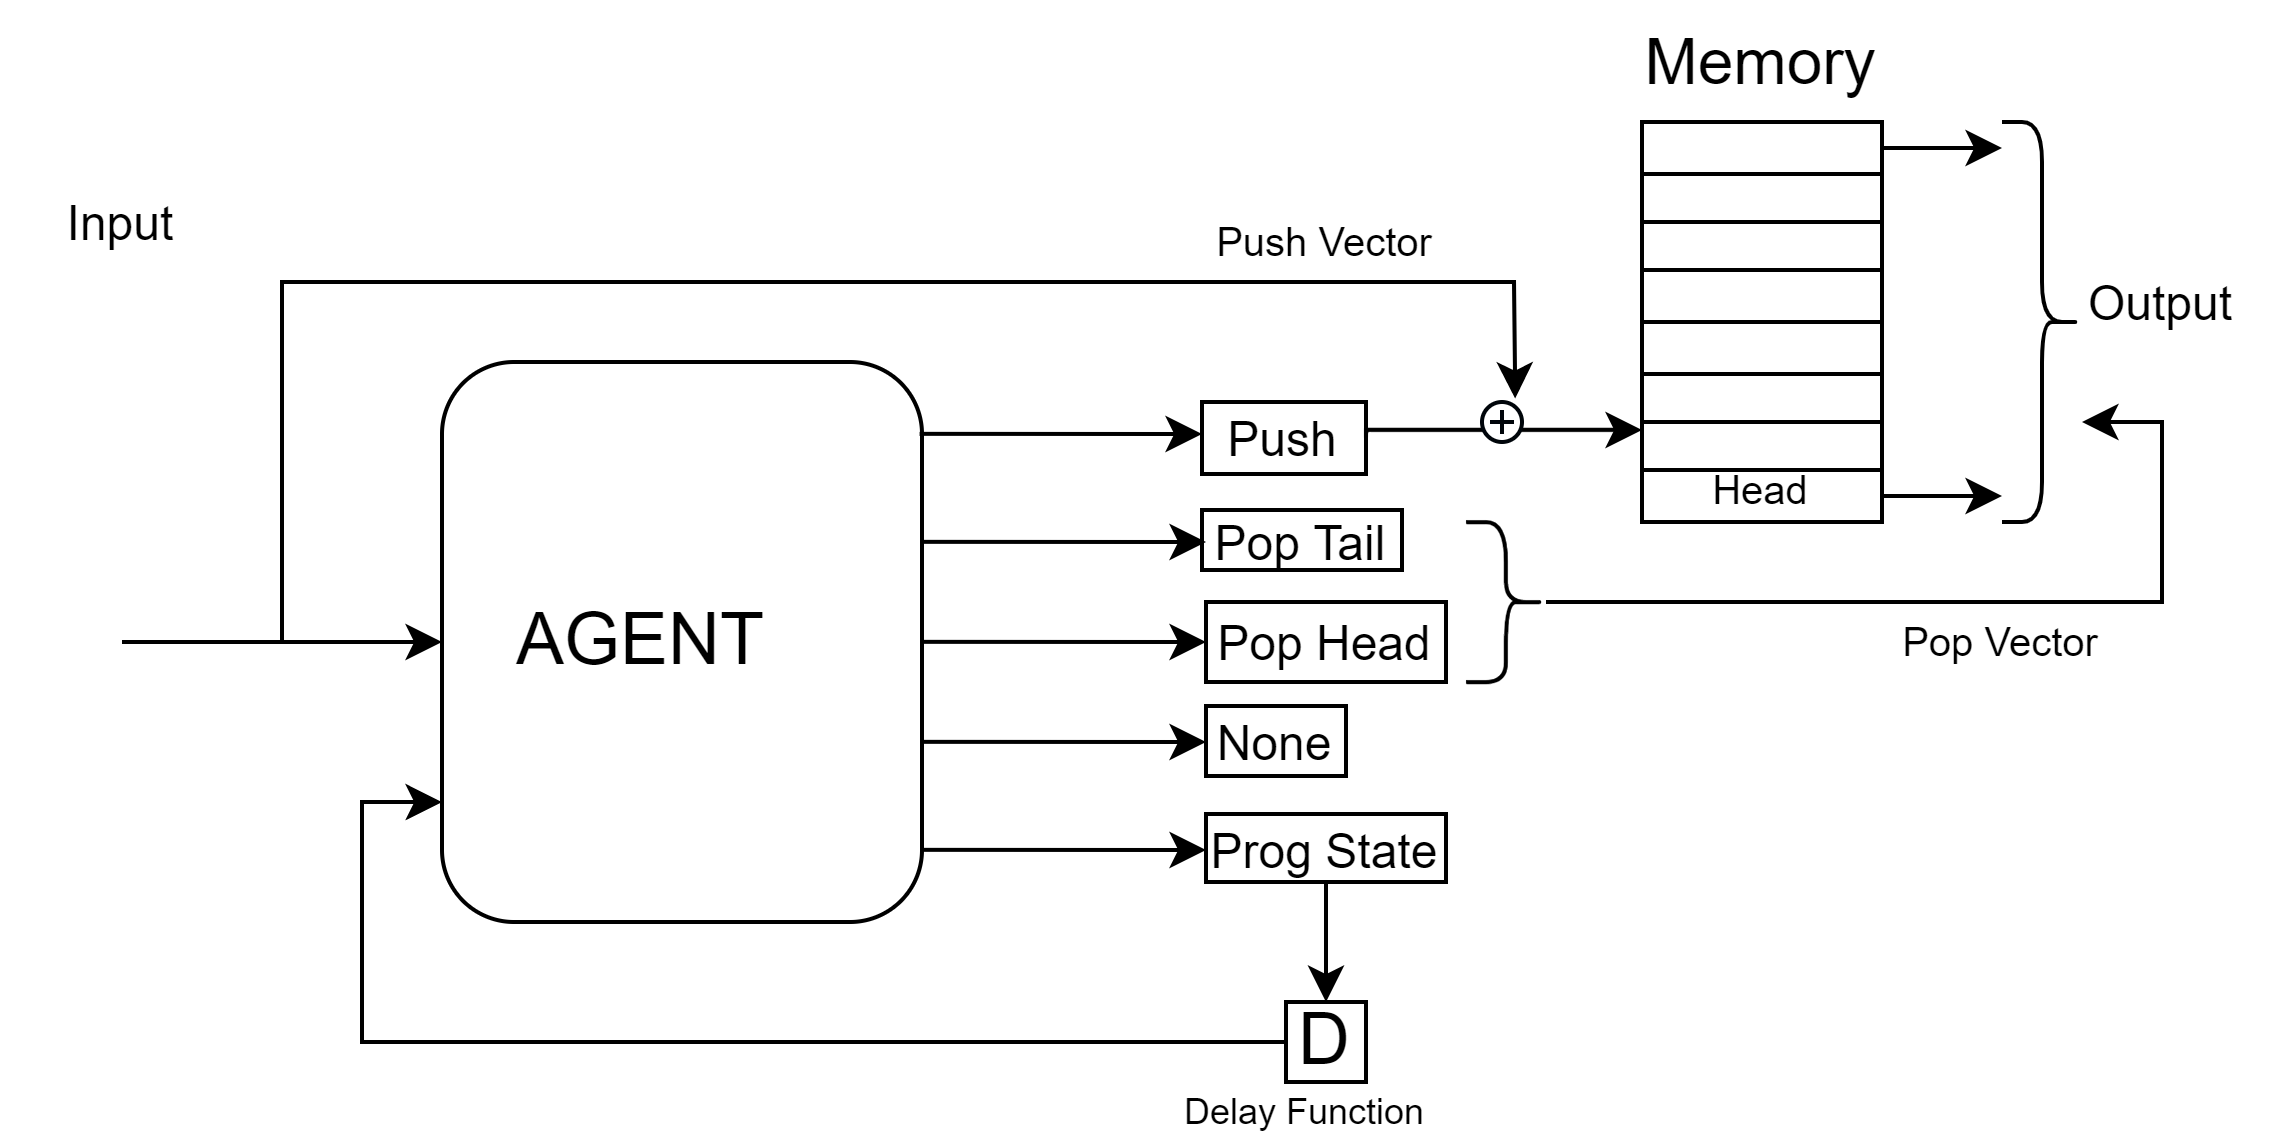 Memory
Input
Push Vector
Output
Push
Head
Pop Tail
AGENT
Pop Head
Pop Vector
None
Prog State
D
Delay Function